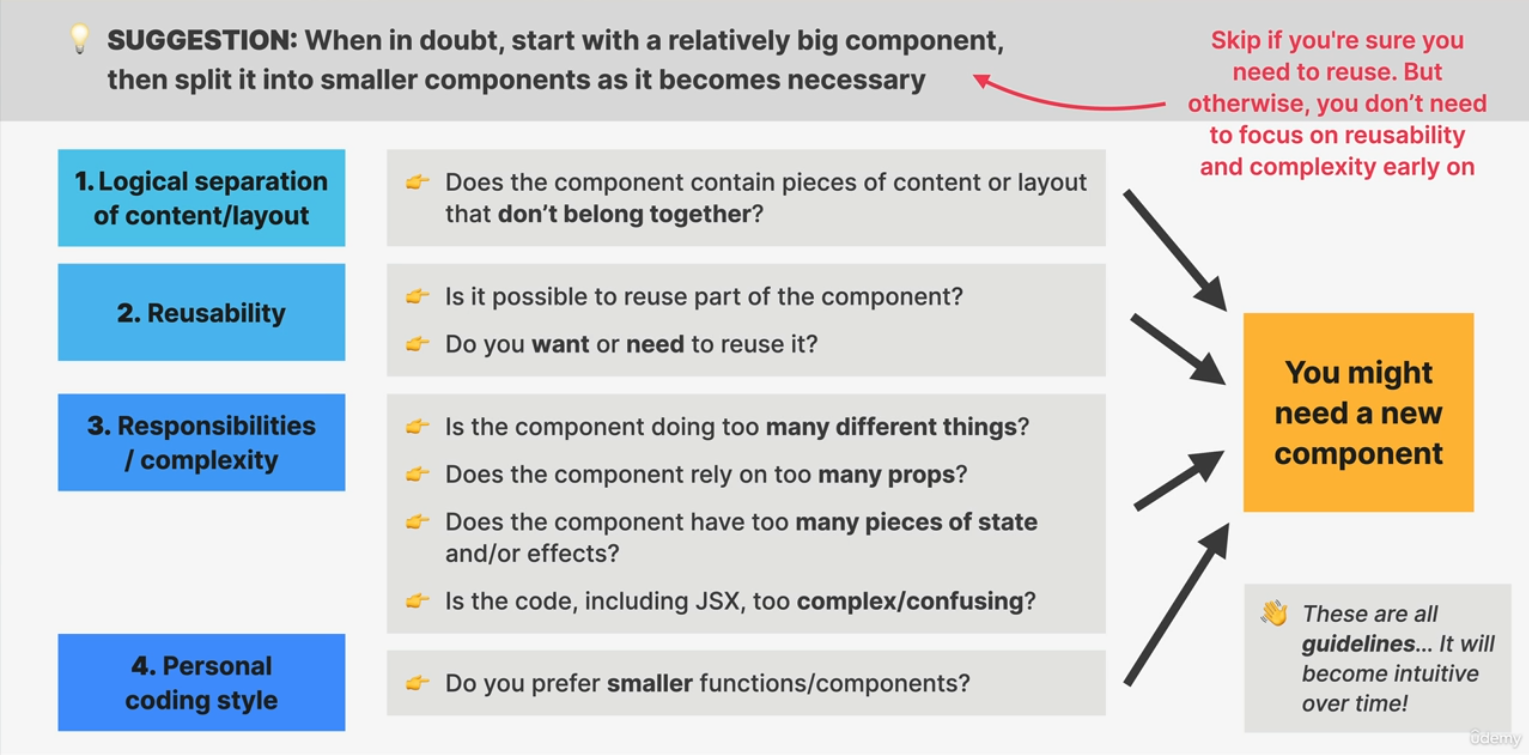 SUGGESTION: When in doubt, start with a relatively big component,
then split it into smaller components as it becomes necessary
Skip if you're sure you
need to reuse. But
otherwise, you don’t need
to focus on reusability
and complexity early on
1. Logical separation
of content/layout
Does the component contain pieces of content or layout
that don’t belong together?
2. Reusability
Is it possible to reuse part of the component?
Do you want or need to reuse it?
3. Responsibilities
/ complexity
Is the component doing too many different things?
Does the component rely on too many props?
Does the component have too many pieces of state
and/or effects?
Is the code, including JSX, too complex/confusing?
4. Personal
coding style
Do you prefer smaller functions/components?
You might
need a new
component
These are all
guidelines... It will
become intuitive
over time!
ûdemy